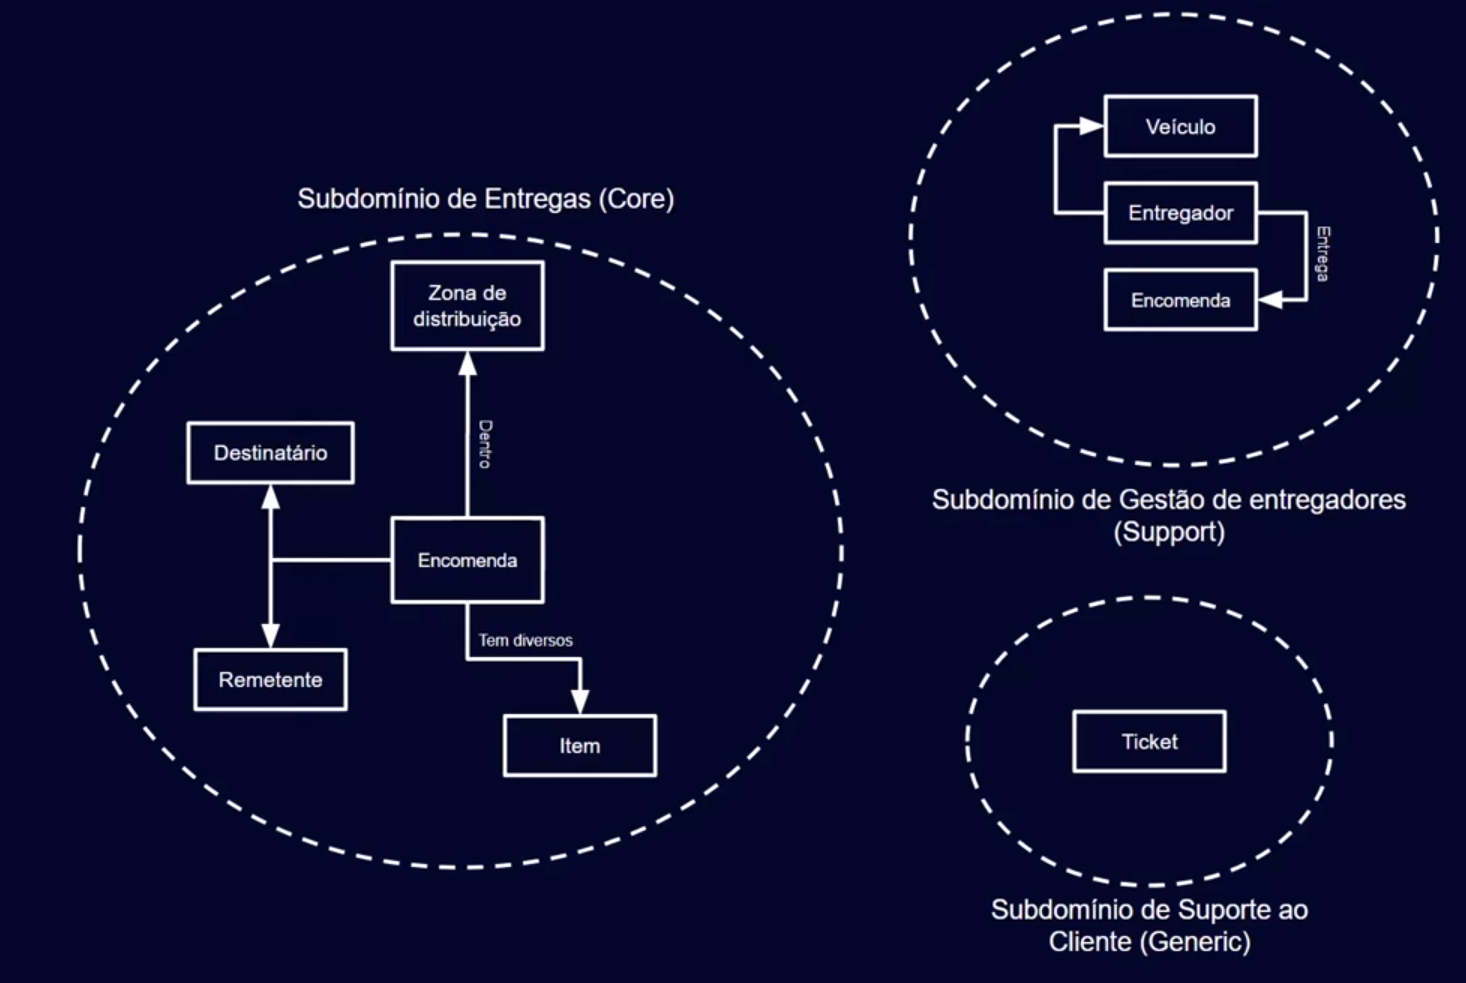 Subdomínio de Entregas (Core)
Zona de
distribuição
Dentro
Destinatário
Encomenda
Remetente
Tem diversos
Item
Veículo
Entregador
Entrega
Encomenda
Subdomínio de Gestão de entregadores
(Support)
Ticket
Subdomínio de Suporte ao
Cliente (Generic)